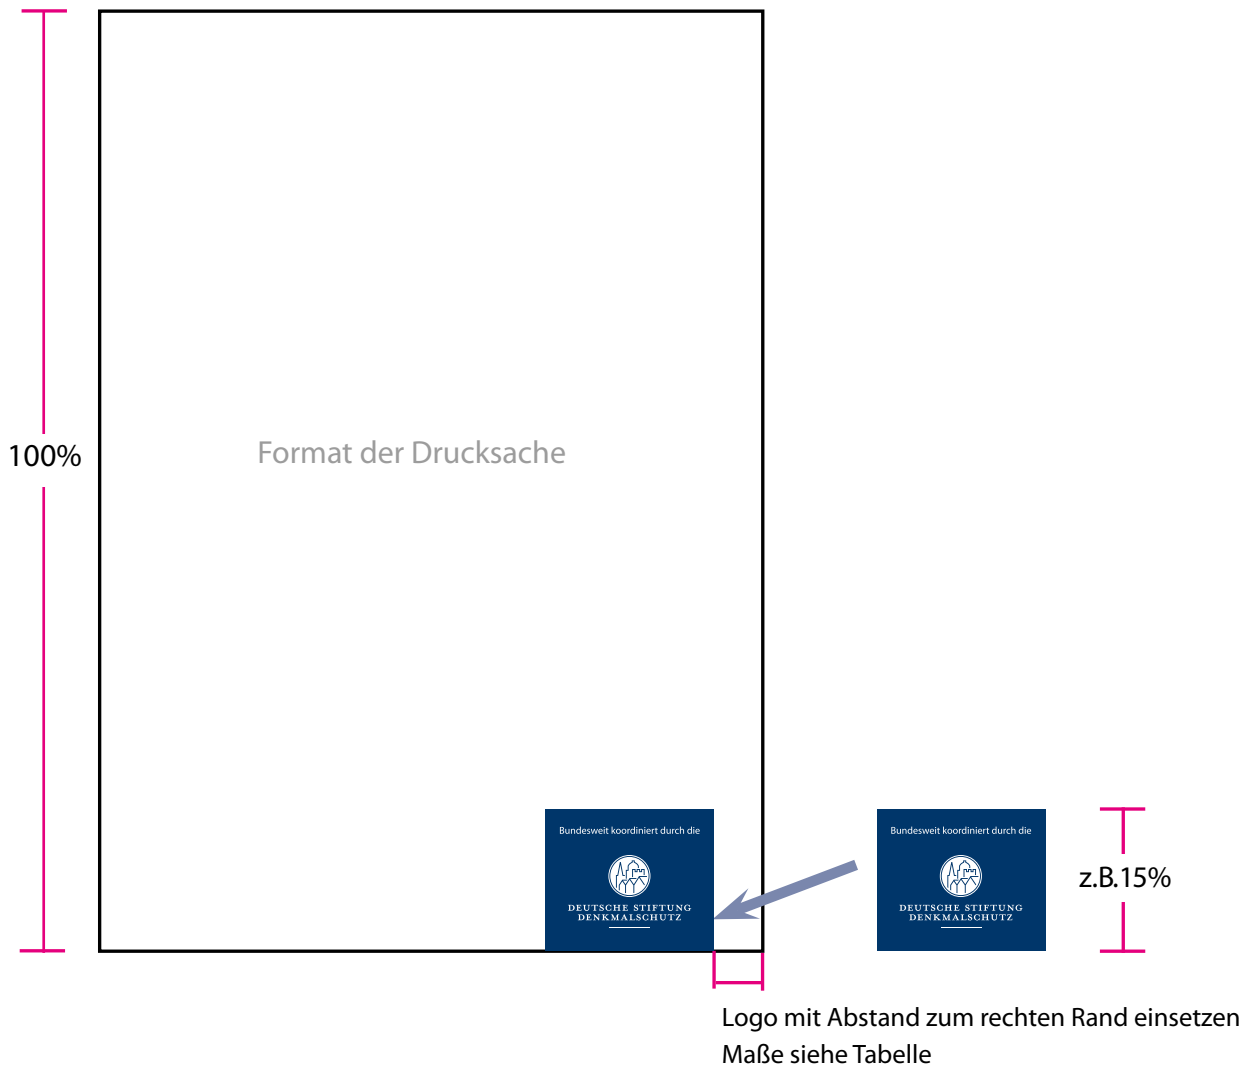 100%
Format der Drucksache
Bundesweit koordiniert durch die
DEUTSCHE STIFTUNG
DENKMALSCHUTZ
Bundesweit koordiniert durch die
DEUTSCHE STIFTUNG
DENKMALSCHUTZ
z.B.15%
Logo mit Abstand zum rechten Rand einsetzen
Maße siehe Tabelle